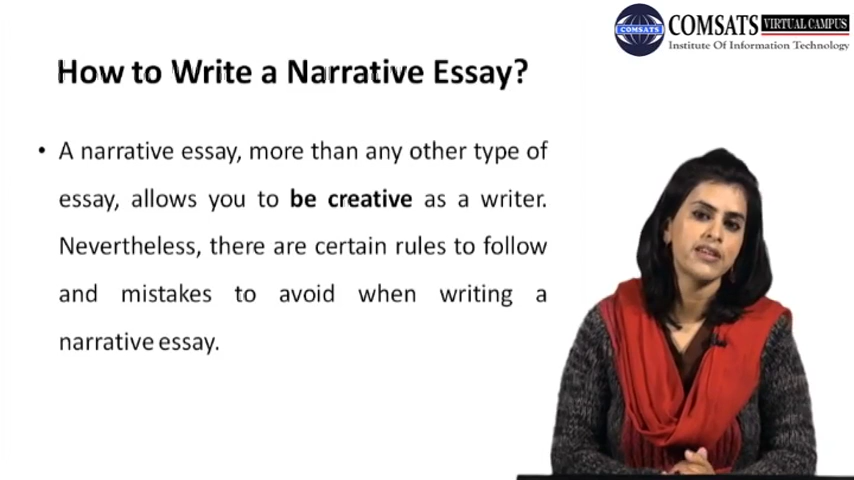 COMSATS VIRTUAL CAMPUS
COMSATS
Institute Of Information Technology
How to Write a Narrative Essay?
• A narrative essay, more than any other type of
essay, allows you to be creative as a writer.
Nevertheless, there are certain rules to follow
and mistakes to avoid when writing a
narrative essay.